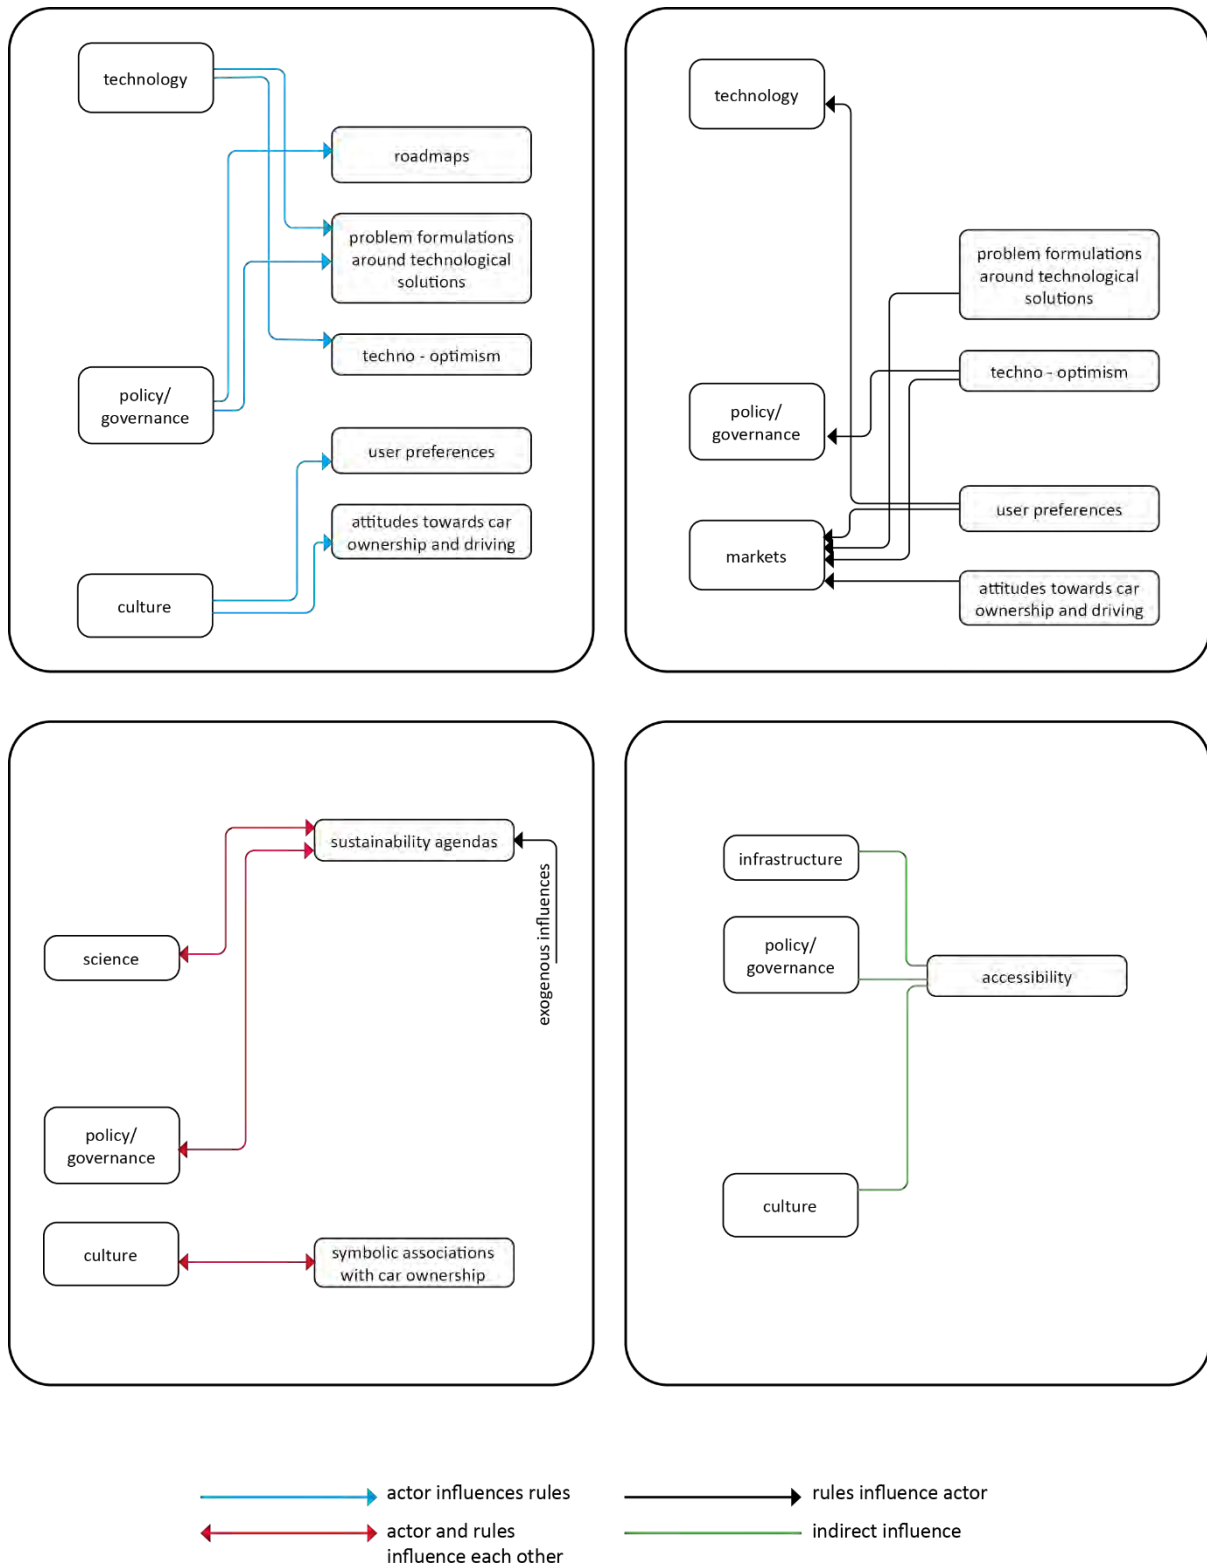 technology
roadmaps
problem formulations
around technological
solutions
techno - optimism
policy/
governance
user preferences
attitudes towards car
ownership and driving
culture
technology
problem formulations
around technological
solutions
techno - optimism
policy/
governance
user preferences
markets
attitudes towards car
ownership and driving
sustainability agendas
exogenous influences
science
policy/
governance
culture
symbolic associations
with car ownership
infrastructure
policy/
governance
accessibility
culture
actor influences rules
rules influence actor
actor and rules
influence each other
indirect influence